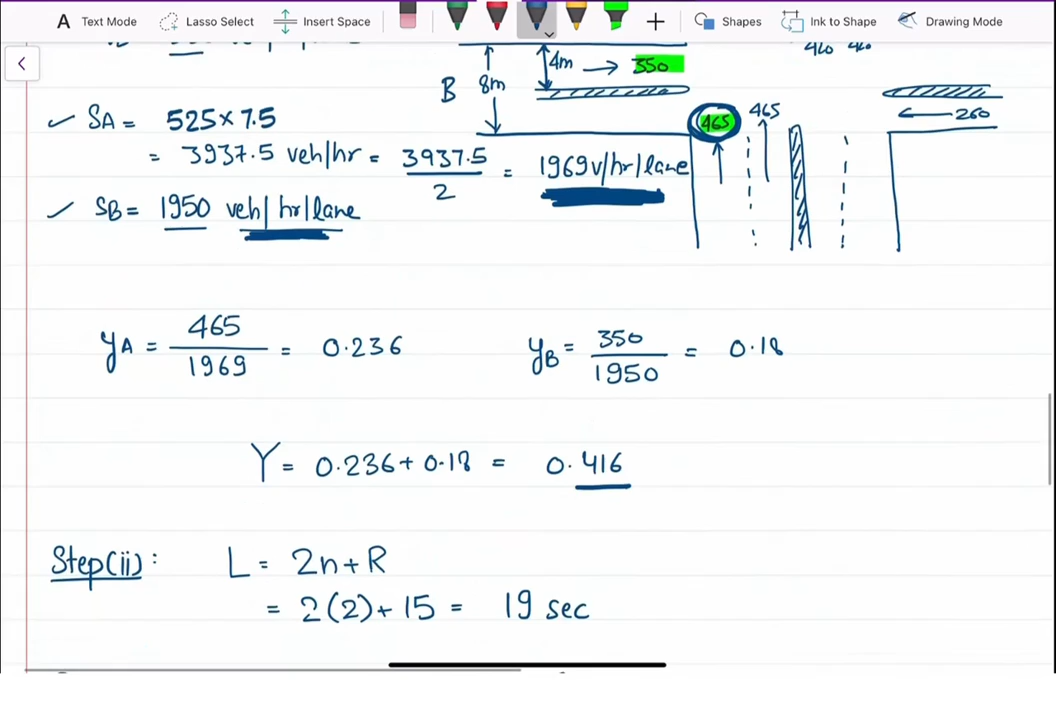 A Text Mode Lasso Select Insert Space + Shapes Ink to Shape Drawing Mode
460 460
4m → 350
B 8m
465 465
← 260
✓ SA = 525 × 7.5
= 3937.5 veh/hr = 3937.5 / 2 = 1969 v/hr/lane
✓ SB = 1950 veh/hr/lane
yA = 465 / 1969 = 0.236
yB = 350 / 1950 = 0.18
Y = 0.236 + 0.18 = 0.416
Step(ii) : L = 2n + R
= 2(2) + 15 = 19 sec